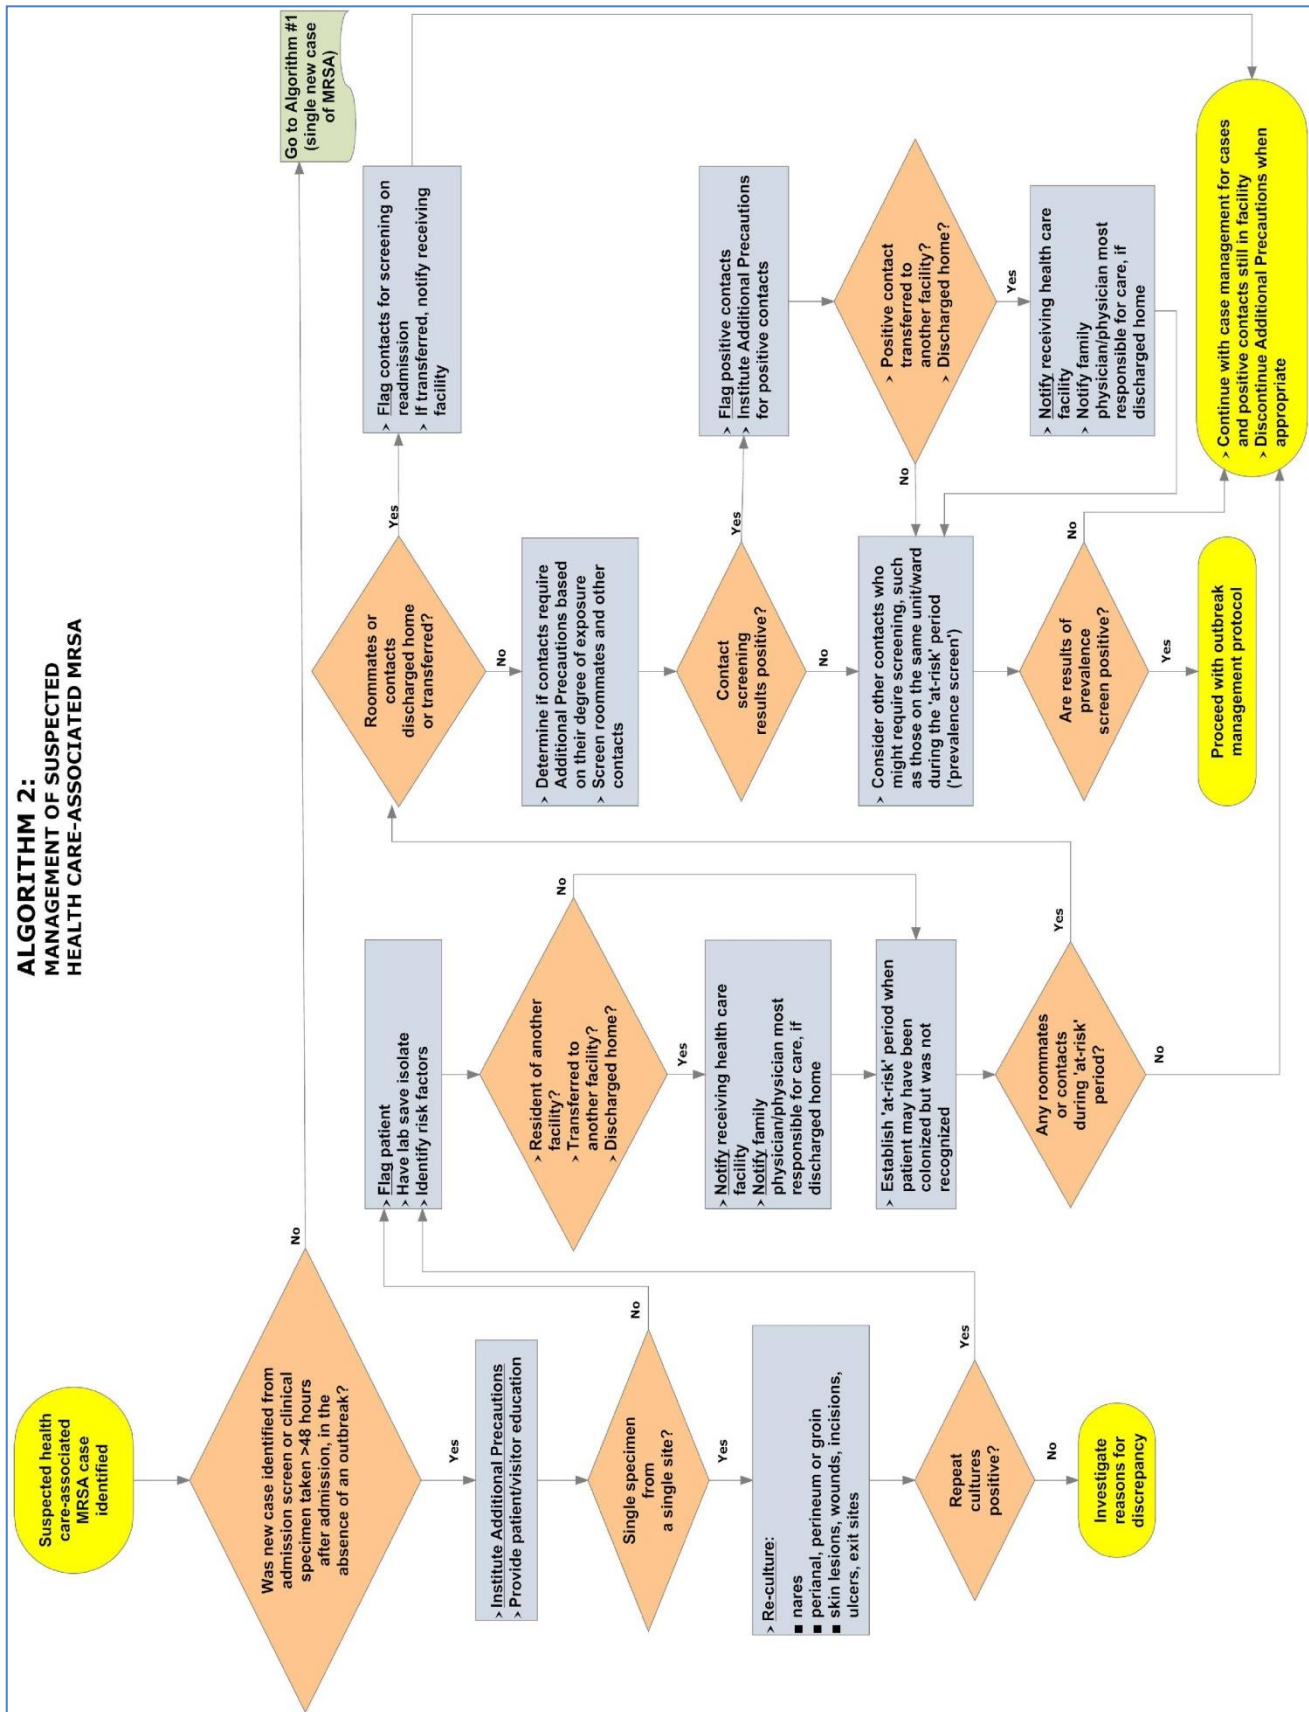 ALGORITHM 2:
MANAGEMENT OF SUSPECTED
HEALTH CARE-ASSOCIATED MRSA
Suspected health
care-associated
MRSA case
identified
Was new case identified from
admission screen or clinical
specimen taken >48 hours
after admission, in the
absence of an outbreak?
No
Go to Algorithm #1
(single new case
of MRSA)
Yes
➢ Institute Additional Precautions
➢ Provide patient/visitor education
Single specimen
from
a single site?
No
Yes
➢ Re-culture:
■ nares
■ perianal, perineum or groin
■ skin lesions, wounds, incisions,
ulcers, exit sites
Repeat
cultures
positive?
Yes
No
Investigate
reasons for
discrepancy
➢ Flag patient
➢ Have lab save isolate
➢ Identify risk factors
➢ Resident of another
facility?
➢ Transferred to
another facility?
➢ Discharged home?
No
Yes
➢ Notify receiving health care
facility
➢ Notify family
physician/physician most
responsible for care, if
discharged home
➢ Establish 'at-risk' period when
patient may have been
colonized but was not
recognized
Any roommates
or contacts
during 'at-risk'
period?
Yes
No
Roommates or
contacts
discharged home
or transferred?
Yes
➢ Flag contacts for screening on
readmission
➢ If transferred, notify receiving
facility
No
➢ Determine if contacts require
Additional Precautions based
on their degree of exposure
➢ Screen roommates and other
contacts
Contact
screening
results positive?
Yes
➢ Flag positive contacts
➢ Institute Additional Precautions
for positive contacts
➢ Positive contact
transferred to
another facility?
➢ Discharged home?
No
Yes
➢ Notify receiving health care
facility
➢ Notify family
physician/physician most
responsible for care, if
discharged home
No
➢ Consider other contacts who
might require screening, such
as those on the same unit/ward
during the 'at-risk' period
('prevalence screen')
Are results of
prevalence
screen positive?
No
Yes
Proceed with outbreak
management protocol
➢ Continue with case management for cases
and positive contacts still in facility
➢ Discontinue Additional Precautions when
appropriate